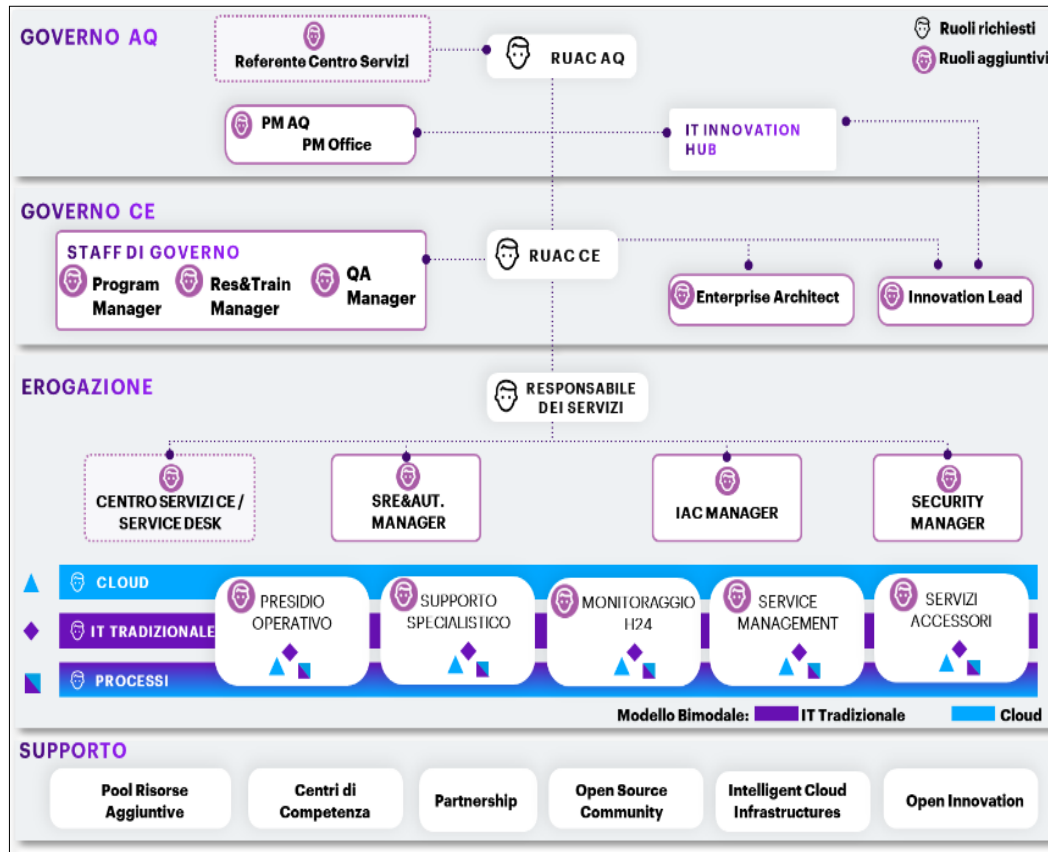 GOVERNO AQ
Referente Centro Servizi
RUAC AQ
Ruoli richiesti
Ruoli aggiuntivi
PM AQ
PM Office
IT INNOVATION
HUB
GOVERNO CE
STAFF DI GOVERNO
Program
Manager
Res&Train
Manager
QA
Manager
RUAC CE
Enterprise Architect
Innovation Lead
EROGAZIONE
RESPONSABILE
DEI SERVIZI
CENTRO SERVIZI CE /
SERVICE DESK
SRE&AUT.
MANAGER
IAC MANAGER
SECURITY
MANAGER
CLOUD
IT TRADIZIONALE
PROCESSI
PRESIDIO
OPERATIVO
SUPPORTO
SPECIALISTICO
MONITORAGGIO
H24
SERVICE
MANAGEMENT
SERVIZI
ACCESSORI
Modello Bimodale:
IT Tradizionale
Cloud
SUPPORTO
Pool Risorse
Aggiuntive
Centri di
Competenza
Partnership
Open Source
Community
Intelligent Cloud
Infrastructures
Open Innovation